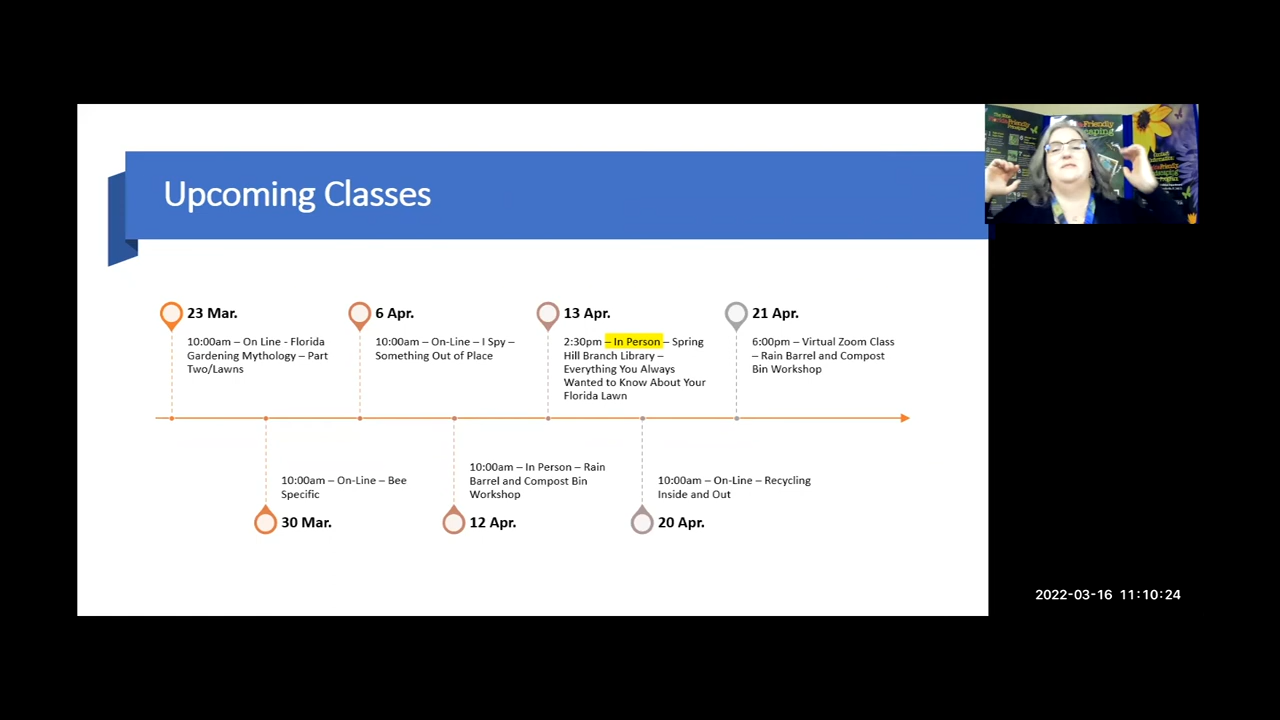 Upcoming Classes
23 Mar.
10:00am – On Line - Florida
Gardening Mythology – Part
Two/Lawns
6 Apr.
10:00am – On-Line – I Spy –
Something Out of Place
13 Apr.
2:30pm – In Person – Spring
Hill Branch Library –
Everything You Always
Wanted to Know About Your
Florida Lawn
21 Apr.
6:00pm – Virtual Zoom Class
– Rain Barrel and Compost
Bin Workshop
10:00am – On-Line – Bee
Specific
30 Mar.
10:00am – In Person – Rain
Barrel and Compost Bin
Workshop
12 Apr.
10:00am – On-Line – Recycling
Inside and Out
20 Apr.
2022-03-16 11:10:24